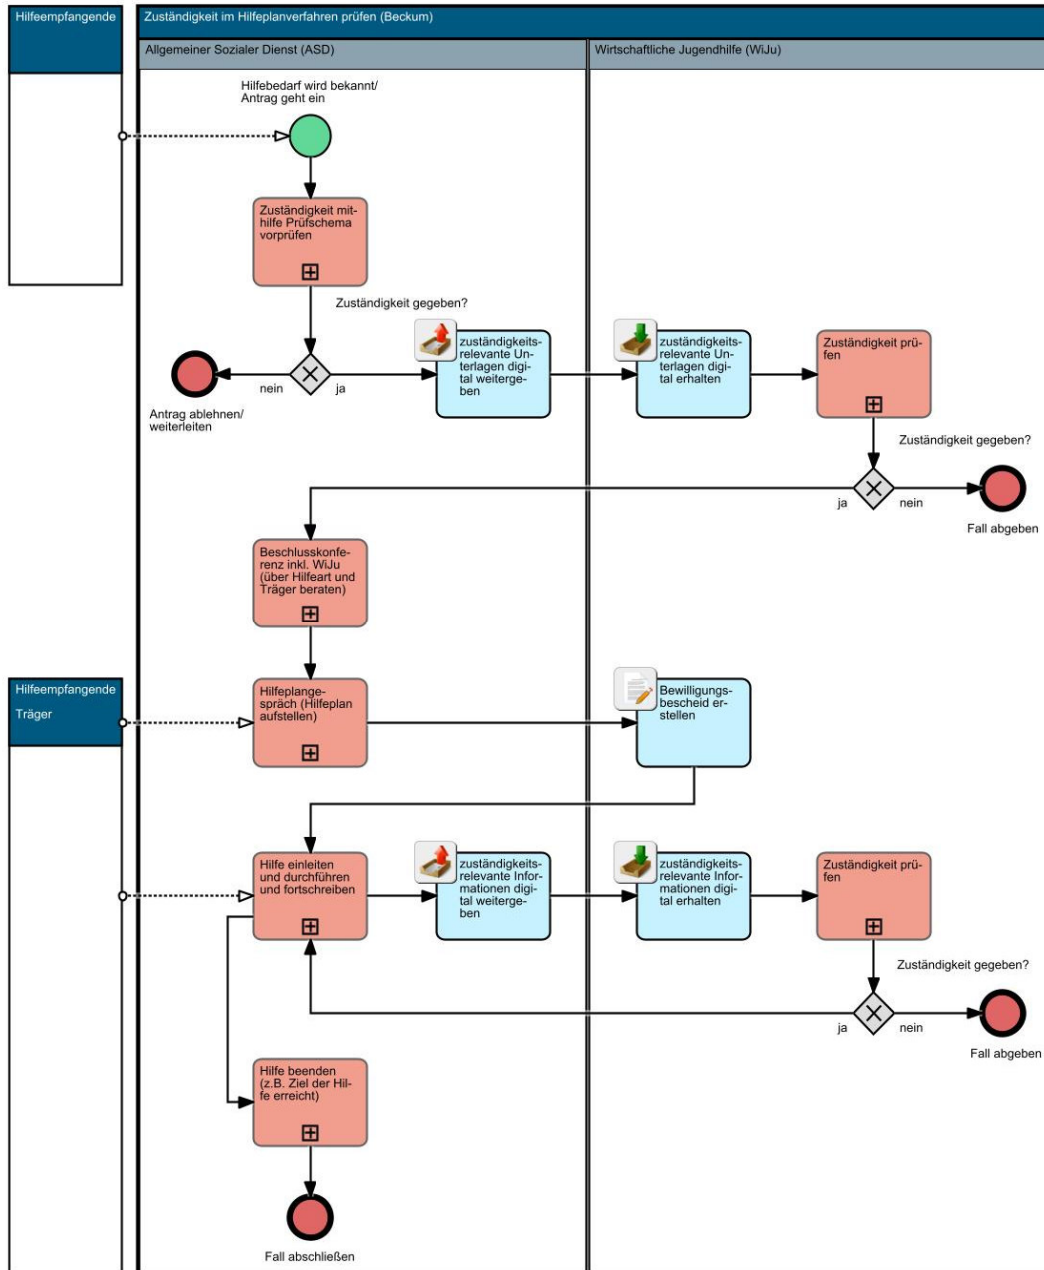 Hilfeempfangende
Zuständigkeit im Hilfeplanverfahren prüfen (Beckum)
Allgemeiner Sozialer Dienst (ASD)
Wirtschaftliche Jugendhilfe (WiJu)
Hilfebedarf wird bekannt/
Antrag geht ein
Zuständigkeit mit-
hilfe Prüfschema
vorprüfen
Zuständigkeit gegeben?
nein
ja
Antrag ablehnen/
weiterleiten
zuständigkeits-
relevante Un-
terlagen digi-
tal weiterge-
ben
zuständigkeits-
relevante Un-
terlagen digi-
tal erhalten
Zuständigkeit prü-
fen
Zuständigkeit gegeben?
ja
nein
Fall abgeben
Beschlusskonfe-
renz inkl. WiJu
(über Hilfeart und
Träger beraten)
Hilfeempfangende
Träger
Hilfeplange-
spräch (Hilfeplan
aufstellen)
Bewilligungs-
bescheid er-
stellen
Hilfe einleiten
und durchführen
und fortschreiben
zuständigkeits-
relevante Infor-
mationen digi-
tal weiterge-
ben
zuständigkeits-
relevante Infor-
mationen digi-
tal erhalten
Zuständigkeit prü-
fen
Zuständigkeit gegeben?
ja
nein
Fall abgeben
Hilfe beenden
(z.B. Ziel der Hil-
fe erreicht)
Fall abschließen